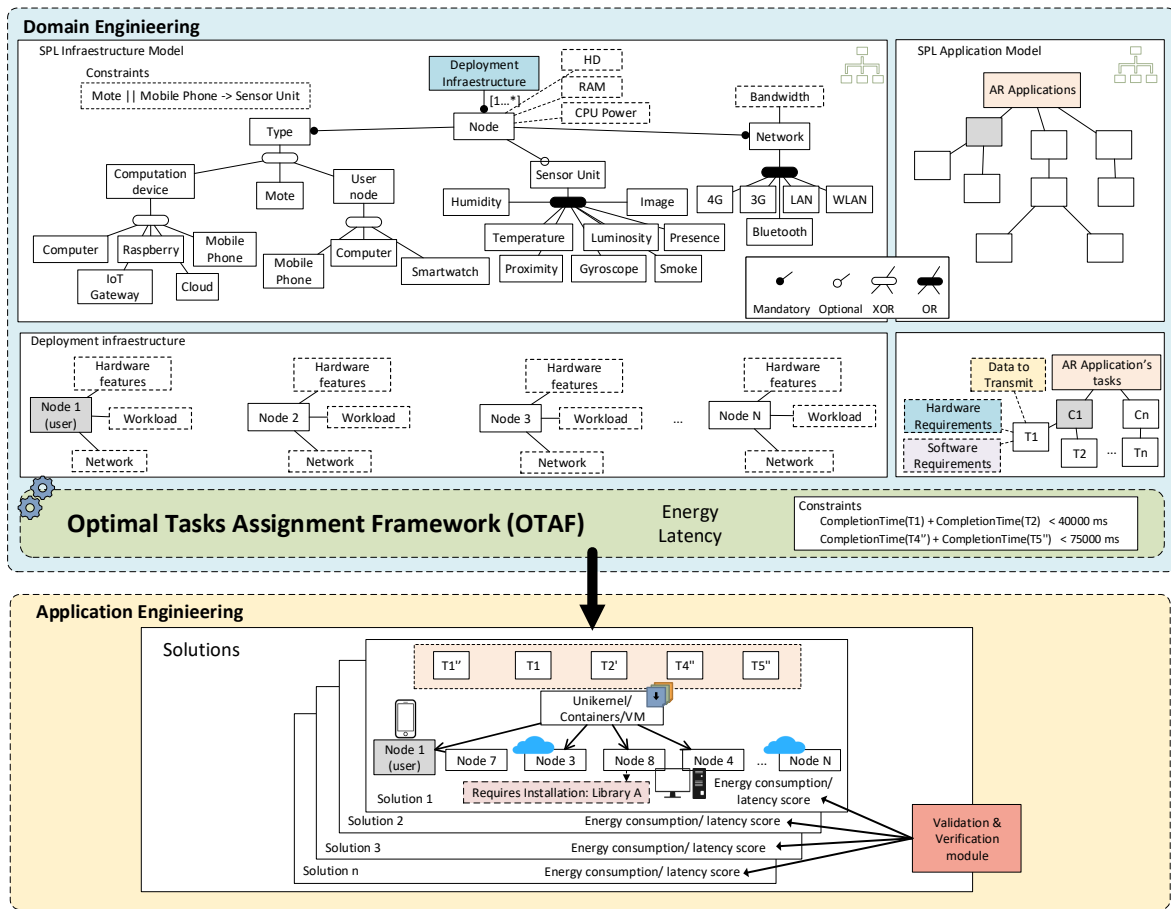 Domain Engineering
SPL Infraestructure Model
Constraints
Mote || Mobile Phone -> Sensor Unit
Deployment
Infraestructure
[1...*]
HD
RAM
CPU Power
Node
Type
Bandwidth
Network
Computation
device
Mote
User
node
Sensor Unit
Computer
Raspberry
Mobile
Phone
IoT
Gateway
Cloud
Mobile
Phone
Computer
Smartwatch
Humidity
Image
Temperature
Luminosity
Presence
Proximity
Gyroscope
Smoke
4G
3G
LAN
WLAN
Bluetooth
Mandatory
Optional
XOR
OR
SPL Application Model
AR Applications
Deployment infraestructure
Hardware
features
Node 1
(user)
Workload
Network
Hardware
features
Node 2
Workload
Network
Hardware
features
Node 3
Workload
Network
...
Hardware
features
Node N
Workload
Network
Data to
Transmit
AR Application's
tasks
Hardware
Requirements
Software
Requirements
T1
C1
Cn
T2
...
Tn
Optimal Tasks Assignment Framework (OTAF)
Energy
Latency
Constraints
CompletionTime(T1) + CompletionTime(T2) < 40000 ms
CompletionTime(T4'') + CompletionTime(T5'') < 75000 ms
Application Engineering
Solutions
T1''
T1
T2'
T4''
T5''
Unikernel/
Containers/VM
Node 1
(user)
Node 7
Node 3
Node 8
Node 4
...
Node N
Requires Installation: Library A
Energy consumption/
latency score
Solution 1
Solution 2
Energy consumption/ latency score
Solution 3
Energy consumption/ latency score
Solution n
Energy consumption/ latency score
Validation &
Verification
module